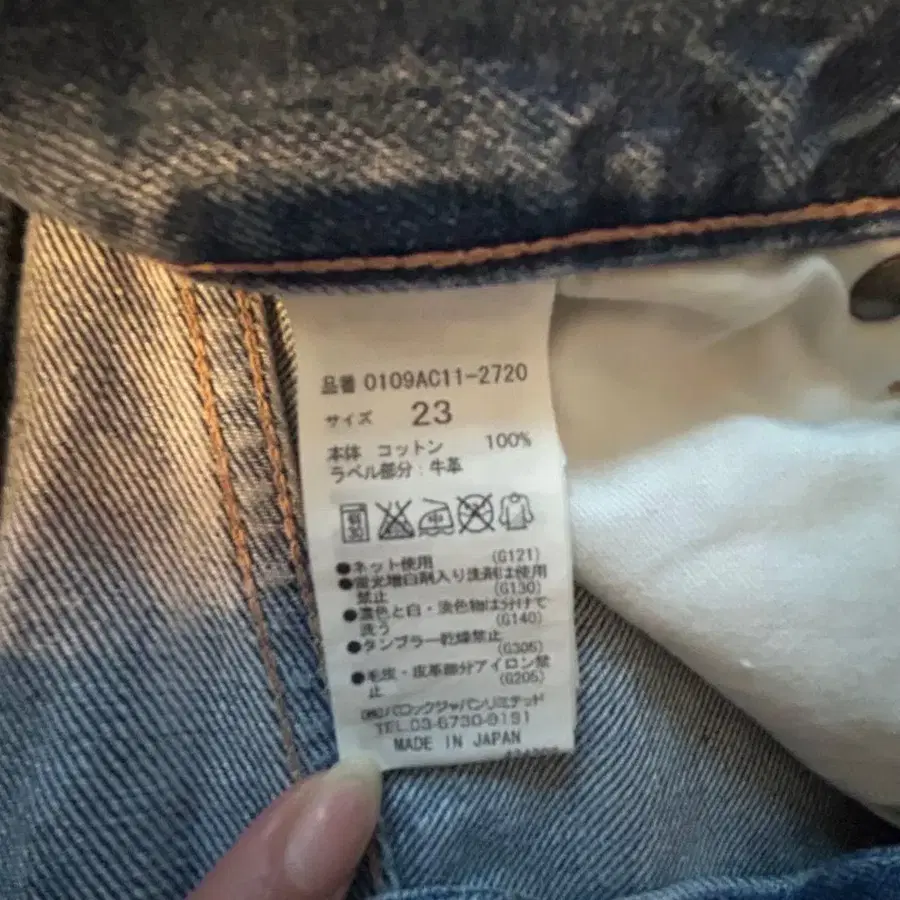 品番 0109AC11-2720
サイズ 23
本体 コットン 100%
ラベル部分:牛革
●ネット使用 (G121)
●蛍光増白剤入り洗剤は使用
禁止 (G130)
●濃色と白・淡色物は分けて
洗う (G140)
●タンブラー乾燥禁止
(G306)
●毛皮・皮革部分アイロン禁
止 (G205)
㈱バロックジャパンリミテッド
TEL.03-6730-9191
MADE IN JAPAN